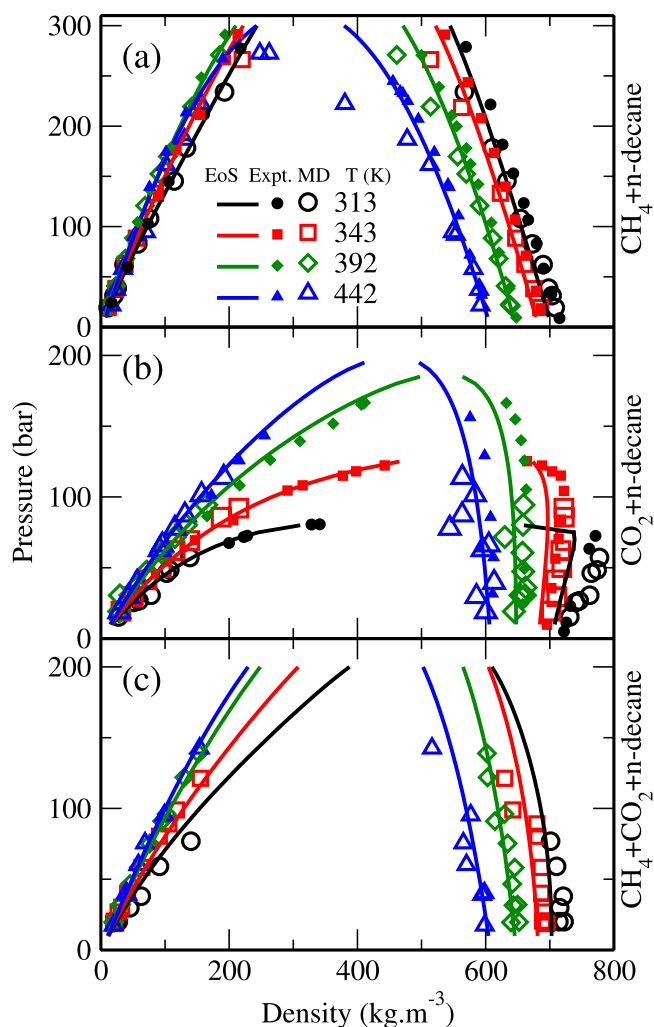 300
(a)
200
EoS Expt. MD T (K)
313
100
343
392
442
0
CH₄+n-decane
200
(b)
100
0
Pressure (bar)
CO₂+n-decane
200
(c)
100
0
CH₄+CO₂+n-decane
0 200 400 600 800
Density (kg.m⁻³)